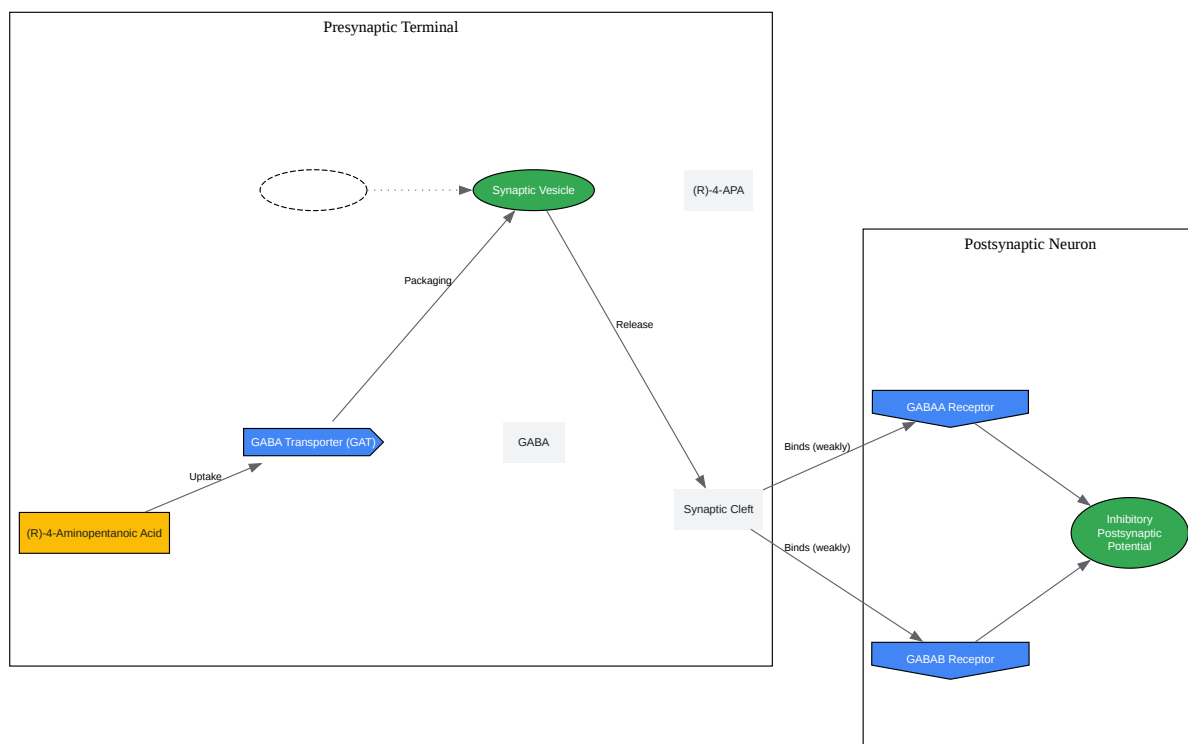 Presynaptic Terminal
Synaptic Vesicle
(R)-4-APA
Postsynaptic Neuron
Packaging
Release
GABAA Receptor
GABA Transporter (GAT)
GABA
Binds (weakly)
Uptake
Synaptic Cleft
(R)-4-Aminopentanoic Acid
Inhibitory
Postsynaptic
Potential
Binds (weakly)
GABAB Receptor